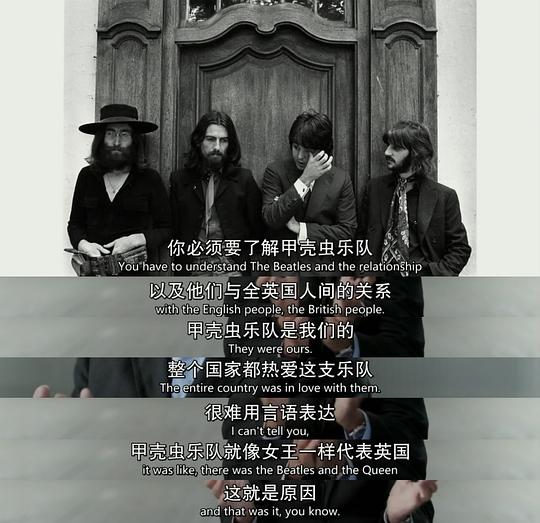 你必须要了解甲壳虫乐队
You have to understand The Beatles and the relationship
以及他们与全英国人间的关系
with the English people, the British people.
甲壳虫乐队是我们的
They were ours.
整个国家都热爱这支乐队
The entire country was in love with them.
很难用言语表达
I can't tell you,
甲壳虫乐队就像女王一样代表英国
it was like, there was the Beatles and the Queen
这就是原因
and that was it, you know.